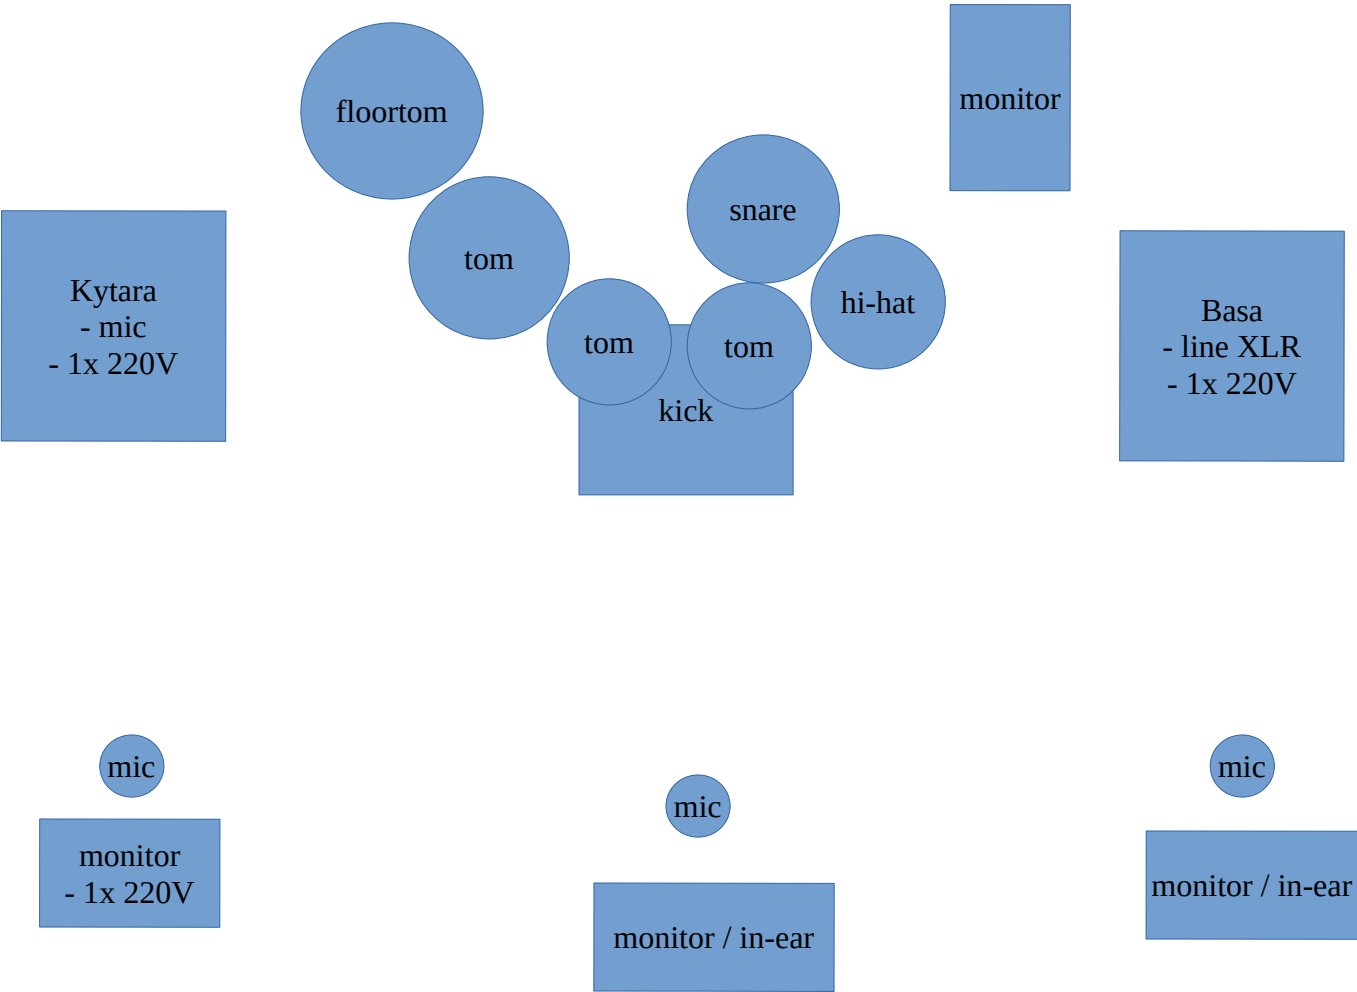 monitor
floortom
snare
tom
hi-hat
Kytara
- mic
- 1x 220V
tom
tom
kick
Basa
- line XLR
- 1x 220V
mic
mic
mic
monitor
- 1x 220V
monitor / in-ear
monitor / in-ear